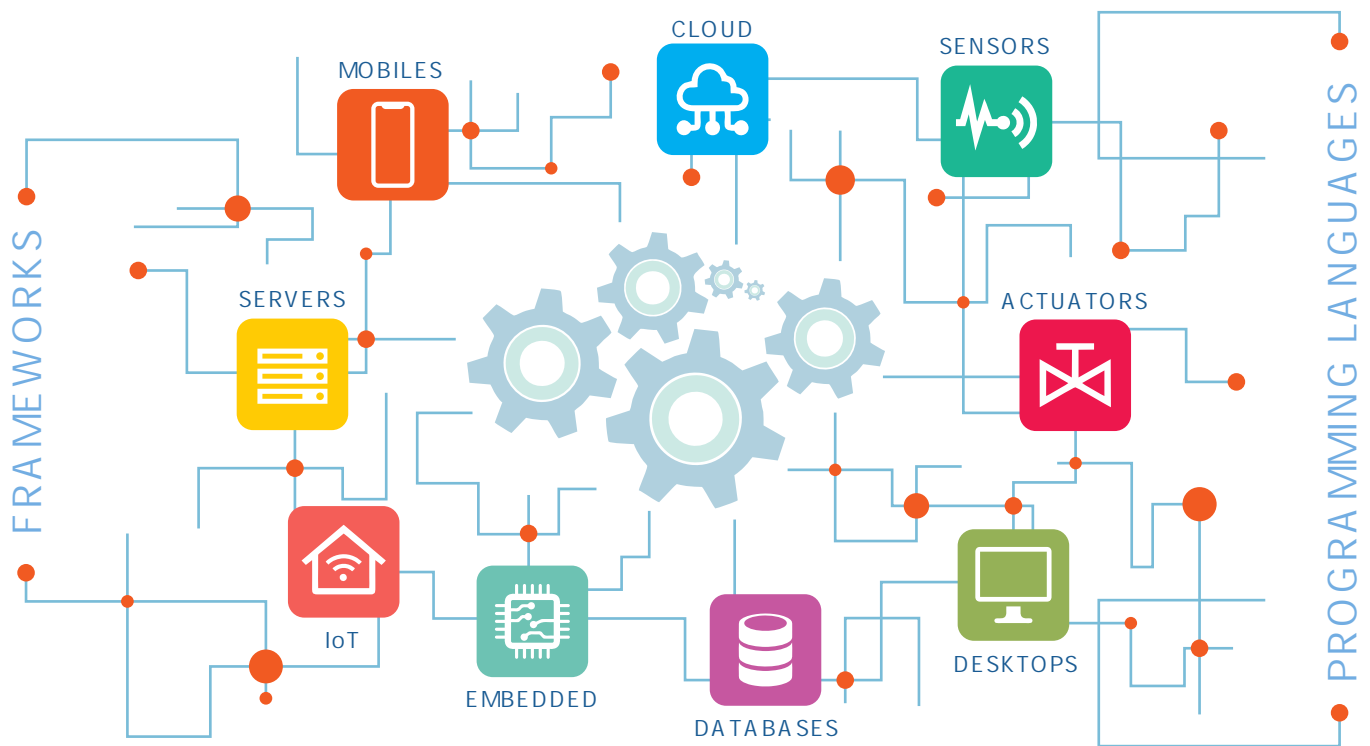 CLOUD
SENSORS
MOBILES
SERVERS
ACTUATORS
FRAMEWORKS
PROGRAMMING LANGUAGES
IoT
EMBEDDED
DATABASES
DESKTOPS